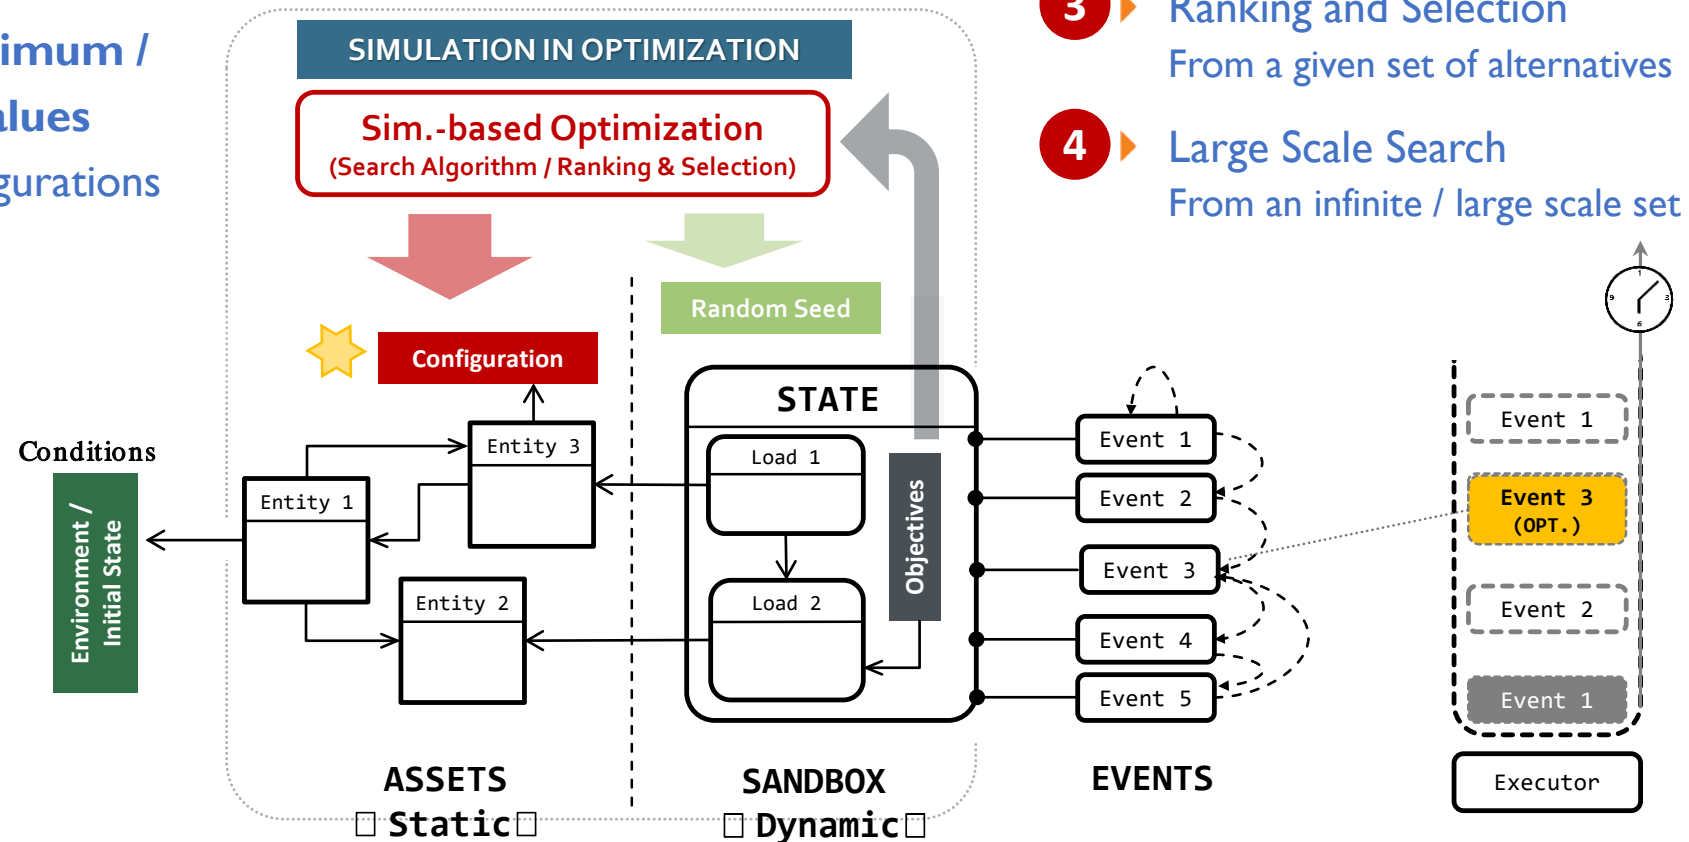 SIMULATION IN OPTIMIZATION
Sim.-based Optimization
(Search Algorithm / Ranking & Selection)
3
Ranking and Selection
From a given set of alternatives
4
Large Scale Search
From an infinite / large scale set
Random Seed
Configuration
Conditions
Environment /
Initial State
Entity 1
Entity 3
Entity 2
STATE
Load 1
Load 2
Objectives
Event 1
Event 2
Event 3
Event 4
Event 5
Event 1
Event 3
(OPT.)
Event 2
Event 1
Executor
ASSETS
Static
SANDBOX
Dynamic
EVENTS